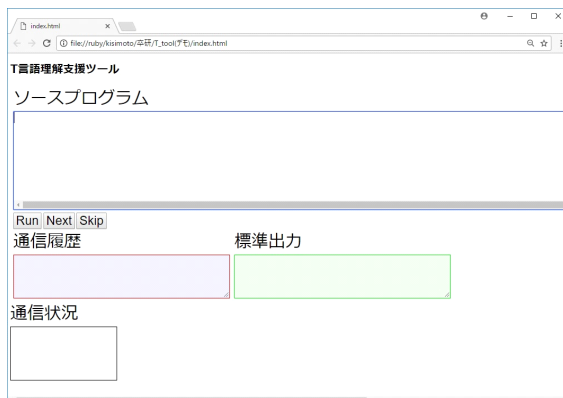 index.html
file://ruby/kisimoto/卒研/T_tool(デモ)/index.html
T言語理解支援ツール
ソースプログラム
Run Next Skip
通信履歴 標準出力
通信状況